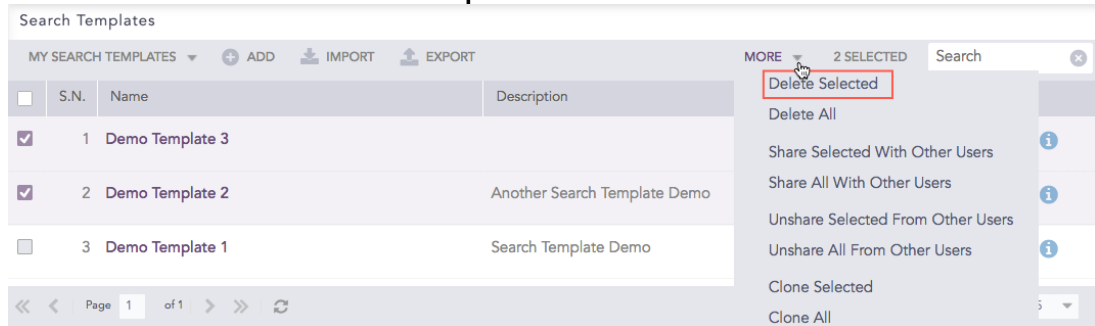 Search Templates
MY SEARCH TEMPLATES ADD IMPORT EXPORT MORE 2 SELECTED Search
S.N. Name Description
Delete Selected
Delete All
1 Demo Template 3
Share Selected With Other Users
Share All With Other Users
2 Demo Template 2 Another Search Template Demo
Unshare Selected From Other Users
3 Demo Template 1 Search Template Demo
Unshare All From Other Users
Clone Selected
Page 1 of 1
Clone All